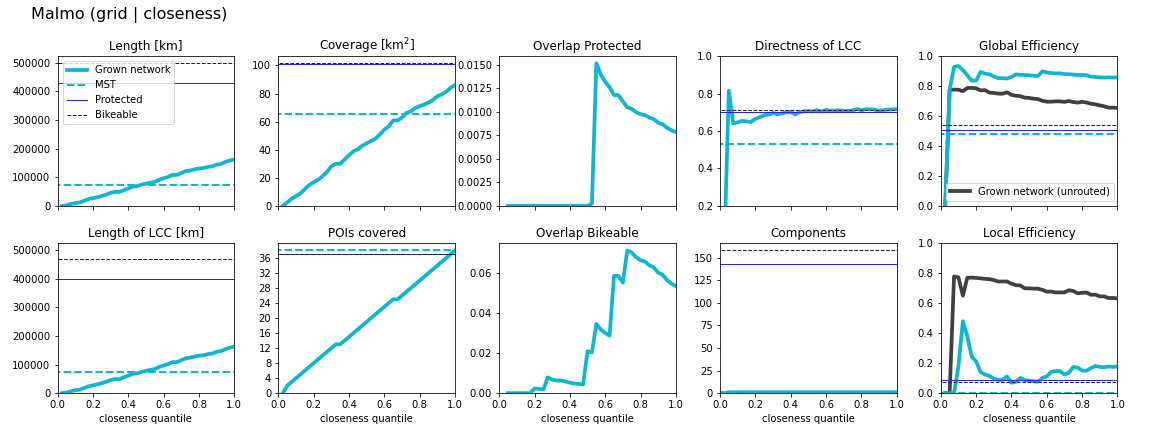 Malmo (grid | closeness)
Length [km]
Coverage [km²]
Overlap Protected
Directness of LCC
Global Efficiency
500000
400000
300000
200000
100000
0
Grown network
MST
Protected
Bikeable
100
80
60
40
20
0
0.0150
0.0125
0.0100
0.0075
0.0050
0.0025
0.0000
1.0
0.8
0.6
0.4
0.2
1.0
0.8
0.6
0.4
0.2
0.0
Grown network (unrouted)
Length of LCC [km]
POIs covered
Overlap Bikeable
Components
Local Efficiency
500000
400000
300000
200000
100000
0
0.0 0.2 0.4 0.6 0.8 1.0
closeness quantile
36
32
28
24
20
16
12
8
4
0
0.0 0.2 0.4 0.6 0.8 1.0
closeness quantile
0.06
0.04
0.02
0.00
0.0 0.2 0.4 0.6 0.8 1.0
closeness quantile
150
125
100
75
50
25
0
0.0 0.2 0.4 0.6 0.8 1.0
closeness quantile
1.0
0.8
0.6
0.4
0.2
0.0
0.0 0.2 0.4 0.6 0.8 1.0
closeness quantile